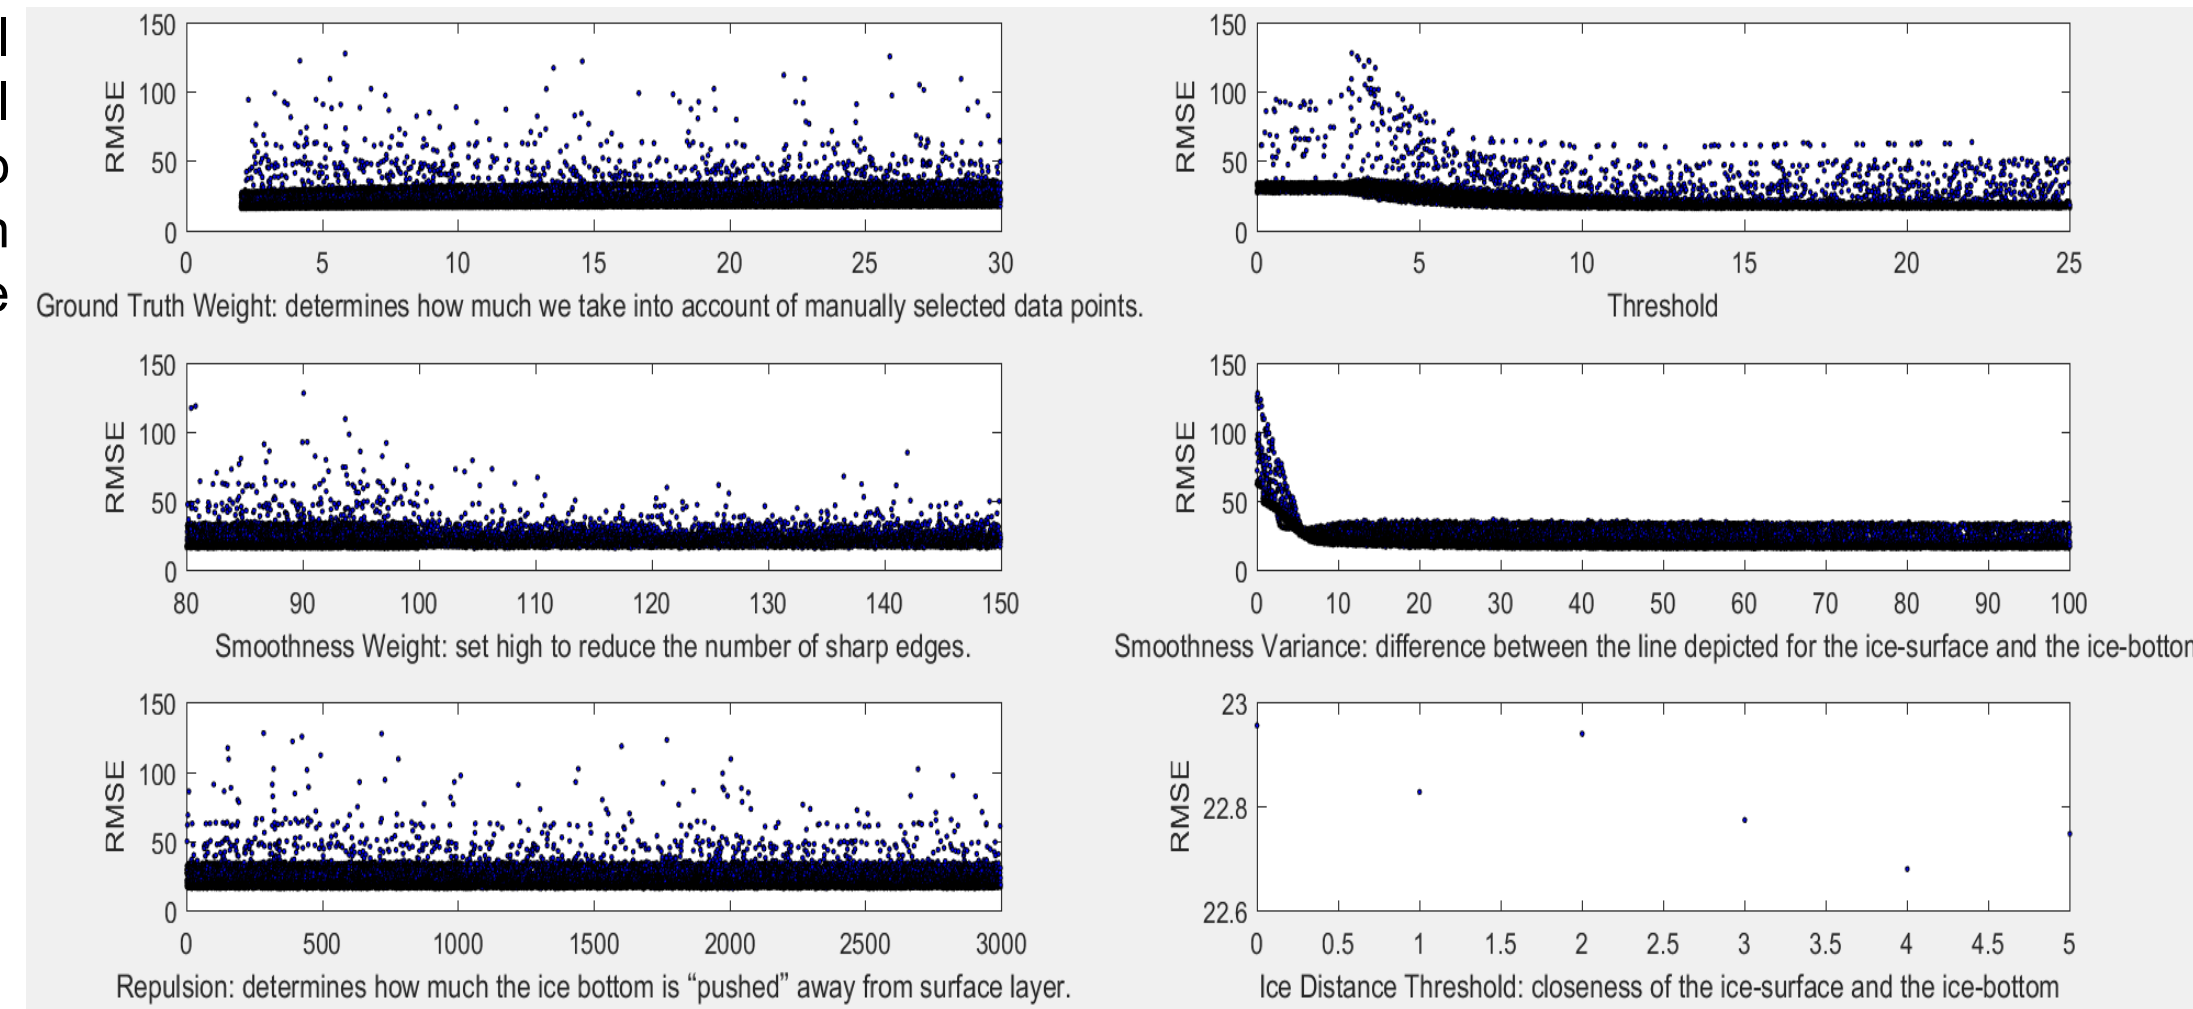 l
l
o
n
e
150
100
50
0
RMSE
0 5 10 15 20 25 30
Ground Truth Weight: determines how much we take into account of manually selected data points.
150
100
50
0
RMSE
0 5 10 15 20 25
Threshold
150
100
50
0
RMSE
80 90 100 110 120 130 140 150
Smoothness Weight: set high to reduce the number of sharp edges.
150
100
50
0
RMSE
0 10 20 30 40 50 60 70 80 90 100
Smoothness Variance: difference between the line depicted for the ice-surface and the ice-bottom
150
100
50
0
RMSE
0 500 1000 1500 2000 2500 3000
Repulsion: determines how much the ice bottom is “pushed” away from surface layer.
23
22.8
22.6
RMSE
0 0.5 1 1.5 2 2.5 3 3.5 4 4.5 5
Ice Distance Threshold: closeness of the ice-surface and the ice-bottom